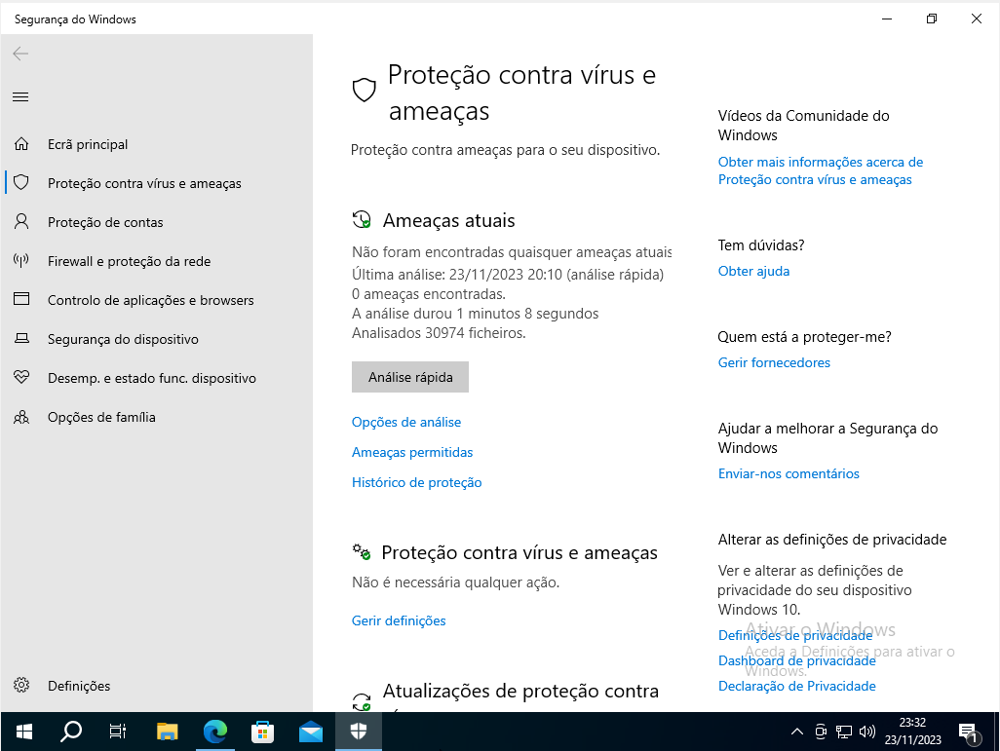 Segurança do Windows
Ecrã principal
Proteção contra vírus e ameaças
Proteção de contas
Firewall e proteção da rede
Controlo de aplicações e browsers
Segurança do dispositivo
Desemp. e estado func. dispositivo
Opções de família
Definições
Proteção contra vírus e
ameaças
Proteção contra ameaças para o seu dispositivo.
Ameaças atuais
Não foram encontradas quaisquer ameaças atuais
Última análise: 23/11/2023 20:10 (análise rápida)
0 ameaças encontradas.
A análise durou 1 minutos 8 segundos
Analisados 30974 ficheiros.
Análise rápida
Opções de análise
Ameaças permitidas
Histórico de proteção
Proteção contra vírus e ameaças
Não é necessária qualquer ação.
Gerir definições
Atualizações de proteção contra
Vídeos da Comunidade do
Windows
Obter mais informações acerca de
Proteção contra vírus e ameaças
Tem dúvidas?
Obter ajuda
Quem está a proteger-me?
Gerir fornecedores
Ajudar a melhorar a Segurança do
Windows
Enviar-nos comentários
Alterar as definições de privacidade
Ver e alterar as definições de
privacidade do seu dispositivo
Windows 10.
Definições de privacidade
Dashboard de privacidade
Declaração de Privacidade
Ativar o Windows
Aceda a Definições para ativar o
Windows.
23:32
23/11/2023
1